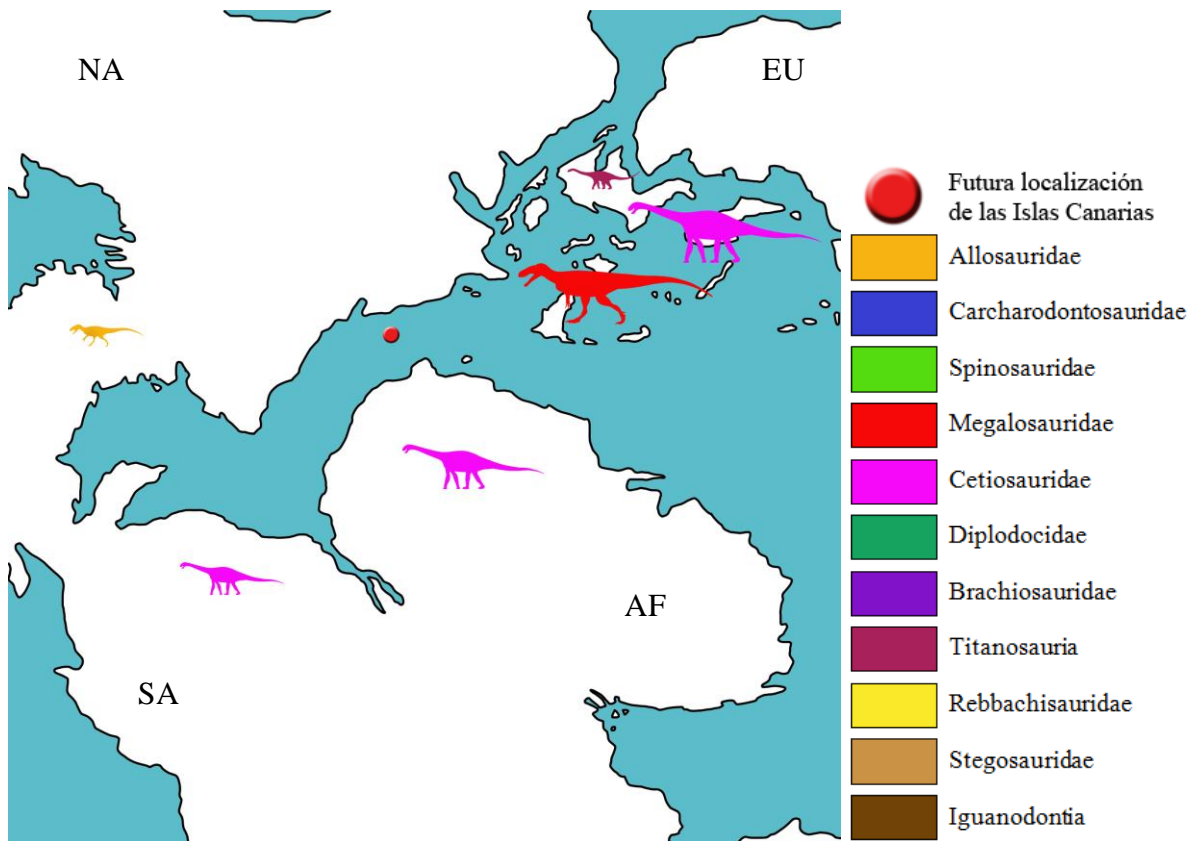 NA
EU
AF
SA
Futura localización
de las Islas Canarias
Allosauridae
Carcharodontosauridae
Spinosauridae
Megalosauridae
Cetiosauridae
Diplodocidae
Brachiosauridae
Titanosauria
Rebbachisauridae
Stegosauridae
Iguanodontia